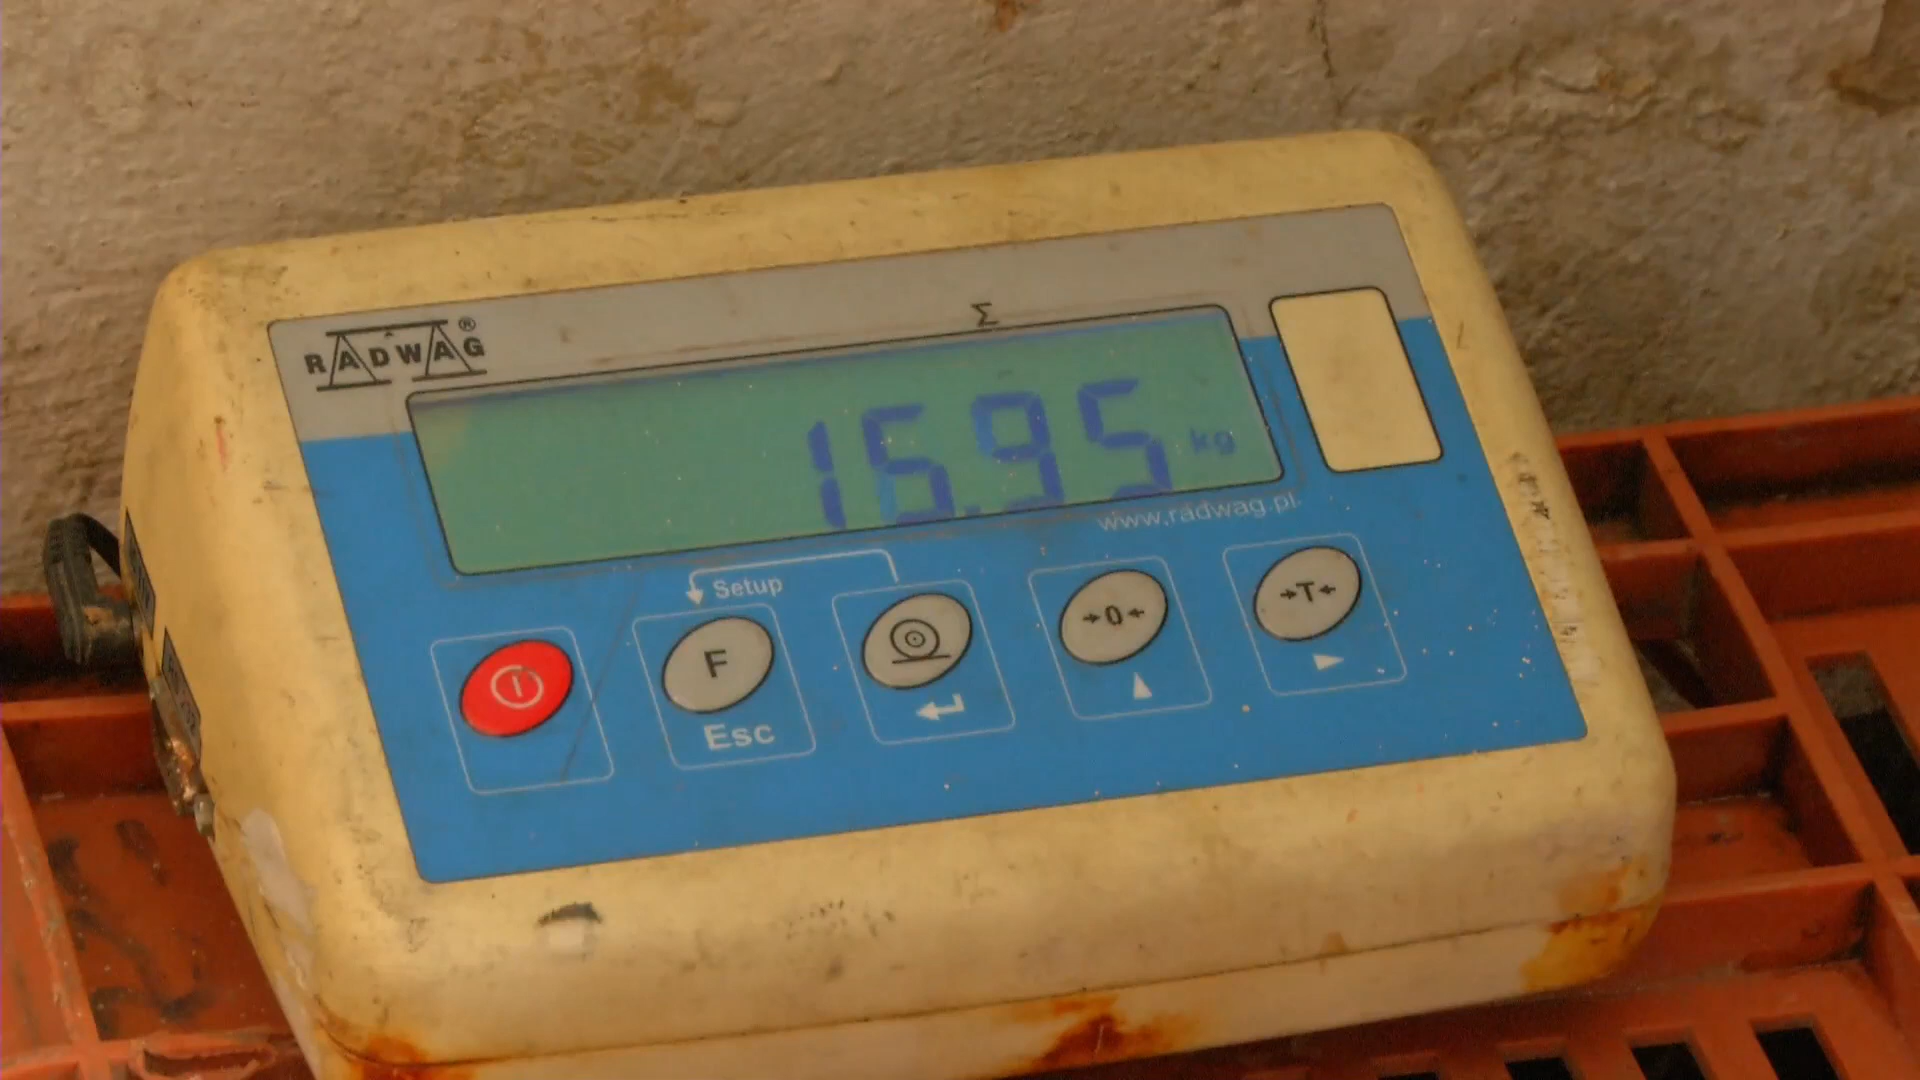 RADWAG®
Σ
16.95 kg
www.radwag.pl
Setup
F
→0←
→T←
Esc